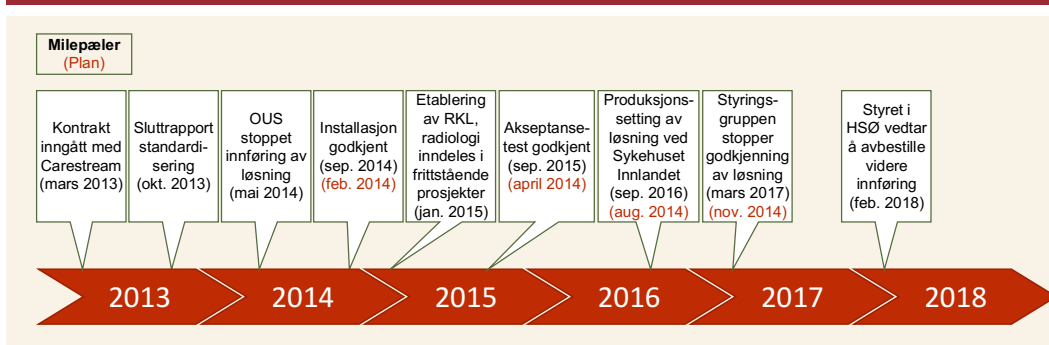 Milepæler
(Plan)
Kontrakt
inngått med
Carestream
(mars 2013)
Sluttrapport
standardi-
sering
(okt. 2013)
OUS
stoppet
innføring av
løsning
(mai 2014)
Installasjon
godkjent
(sep. 2014)
(feb. 2014)
Etablering
av RKL,
radiologi
inndeles i
frittstående
prosjekter
(jan. 2015)
Akseptanse-
test godkjent
(sep. 2015)
(april 2014)
Produksjons-
setting av
løsning ved
Sykehuset
Innlandet
(sep. 2016)
(aug. 2014)
Styrings-
gruppen
stopper
godkjenning
av løsning
(mars 2017)
(nov. 2014)
Styret i
HSØ vedtar
å avbestille
videre
innføring
(feb. 2018)
2013
2014
2015
2016
2017
2018